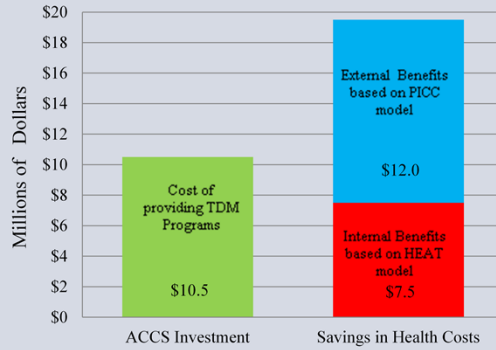 $20
$18
$16
$14
$12
$10
$8
$6
$4
$2
$0
Millions of Dollars
Cost of
providing TDM
Programs
$10.5
External Benefits
based on PICC
model
$12.0
Internal Benefits
based on HEAT
model
$7.5
ACCS Investment
Savings in Health Costs